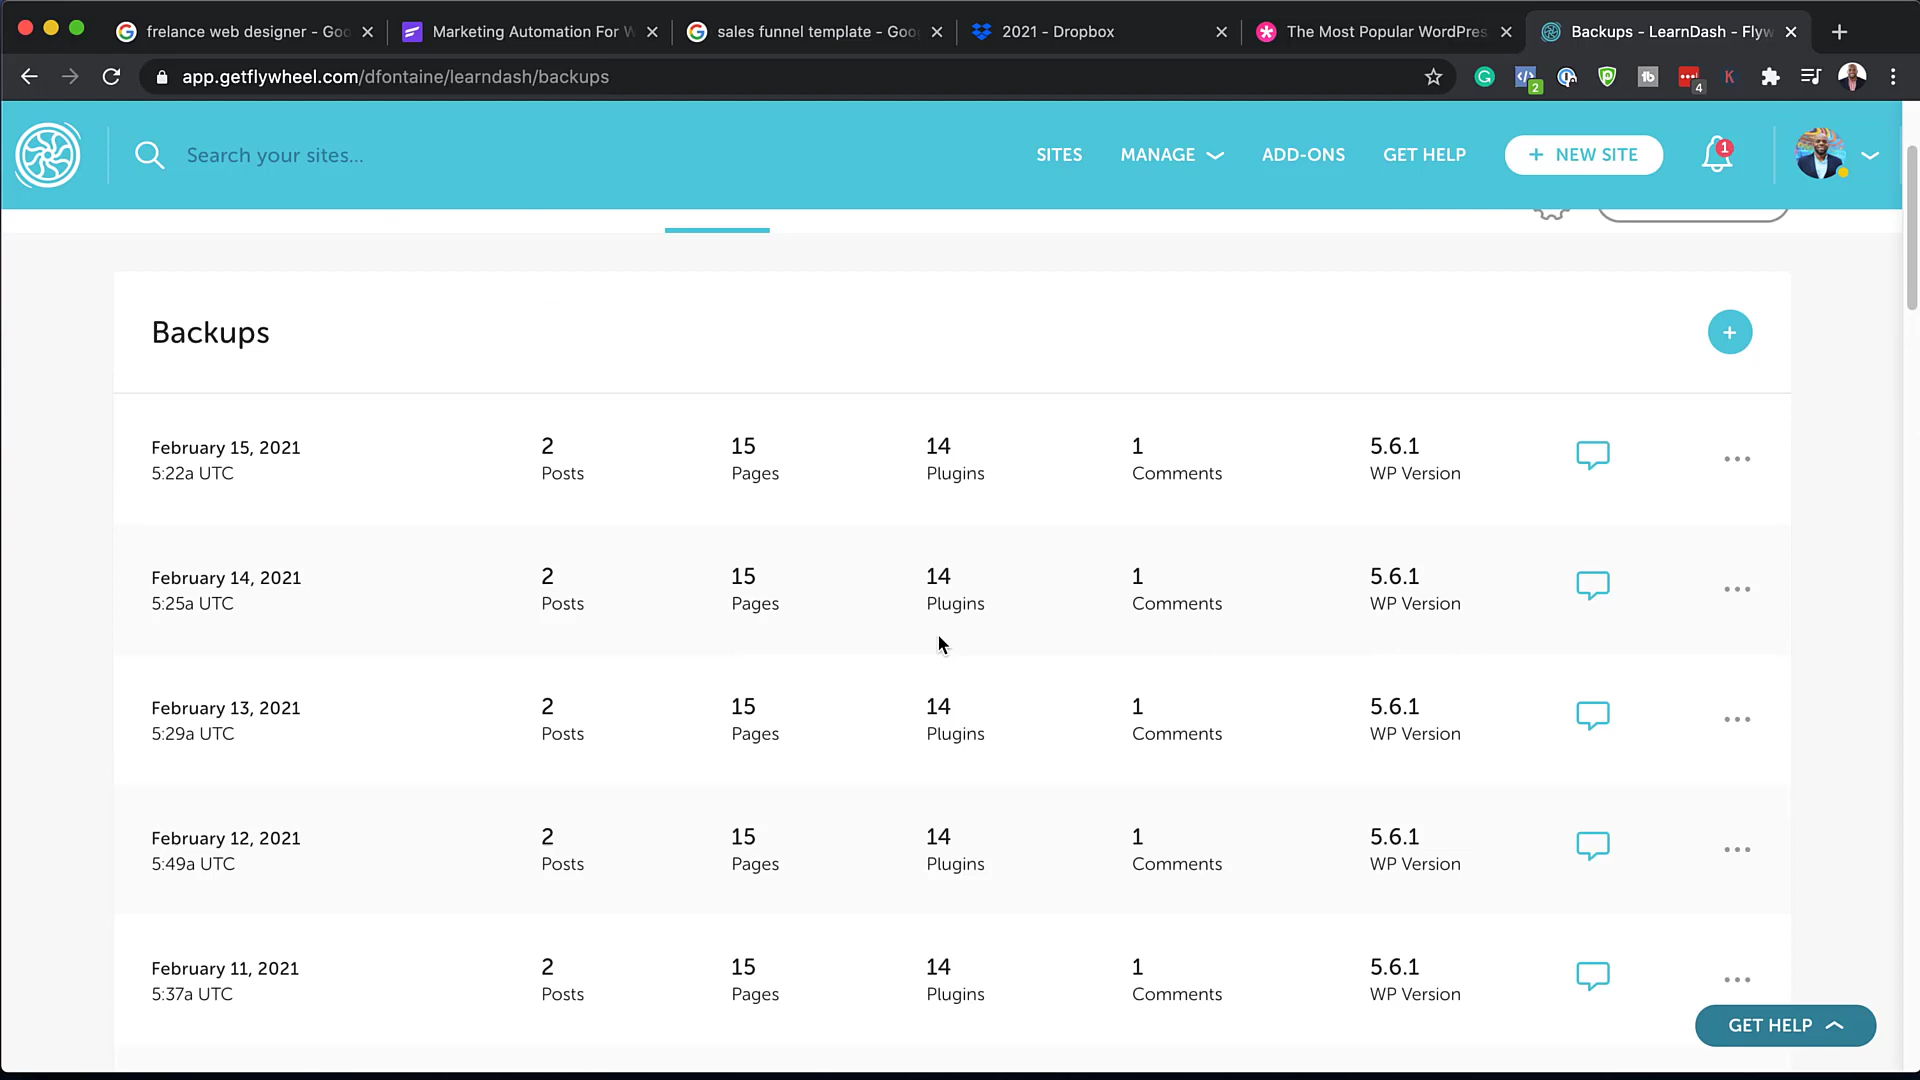 frelance web designer - Goo
Marketing Automation For W
sales funnel template - Goo
2021 - Dropbox
The Most Popular WordPres
Backups - LearnDash - Flyw
app.getflywheel.com/dfontaine/learndash/backups
2
tb
4
K
Search your sites...
SITES
MANAGE
ADD-ONS
GET HELP
+ NEW SITE
1
Backups
+
February 15, 2021
5:22a UTC
2
Posts
15
Pages
14
Plugins
1
Comments
5.6.1
WP Version
February 14, 2021
5:25a UTC
2
Posts
15
Pages
14
Plugins
1
Comments
5.6.1
WP Version
February 13, 2021
5:29a UTC
2
Posts
15
Pages
14
Plugins
1
Comments
5.6.1
WP Version
February 12, 2021
5:49a UTC
2
Posts
15
Pages
14
Plugins
1
Comments
5.6.1
WP Version
February 11, 2021
5:37a UTC
2
Posts
15
Pages
14
Plugins
1
Comments
5.6.1
WP Version
GET HELP